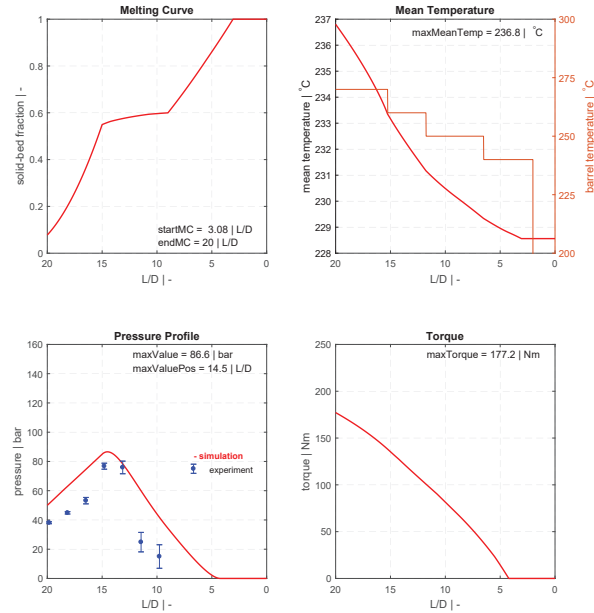 Melting Curve
solid-bed fraction | -
1
0.8
0.6
0.4
0.2
0
startMC = 3.08 | L/D
endMC = 20 | L/D
20 15 10 5 0
L/D | -
Mean Temperature
mean temperature | °C
237
236
235
234
233
232
231
230
229
228
maxMeanTemp = 236.8 | °C
300
250
200
barrel temperature | °C
20 15 10 5 0
L/D | -
Pressure Profile
pressure | bar
160
140
120
100
80
60
40
20
0
maxValue = 86.6 | bar
maxValuePos = 14.5 | L/D
- simulation
experiment
20 15 10 5 0
L/D | -
Torque
torque | Nm
250
200
150
100
50
0
maxTorque = 177.2 | Nm
20 15 10 5 0
L/D | -